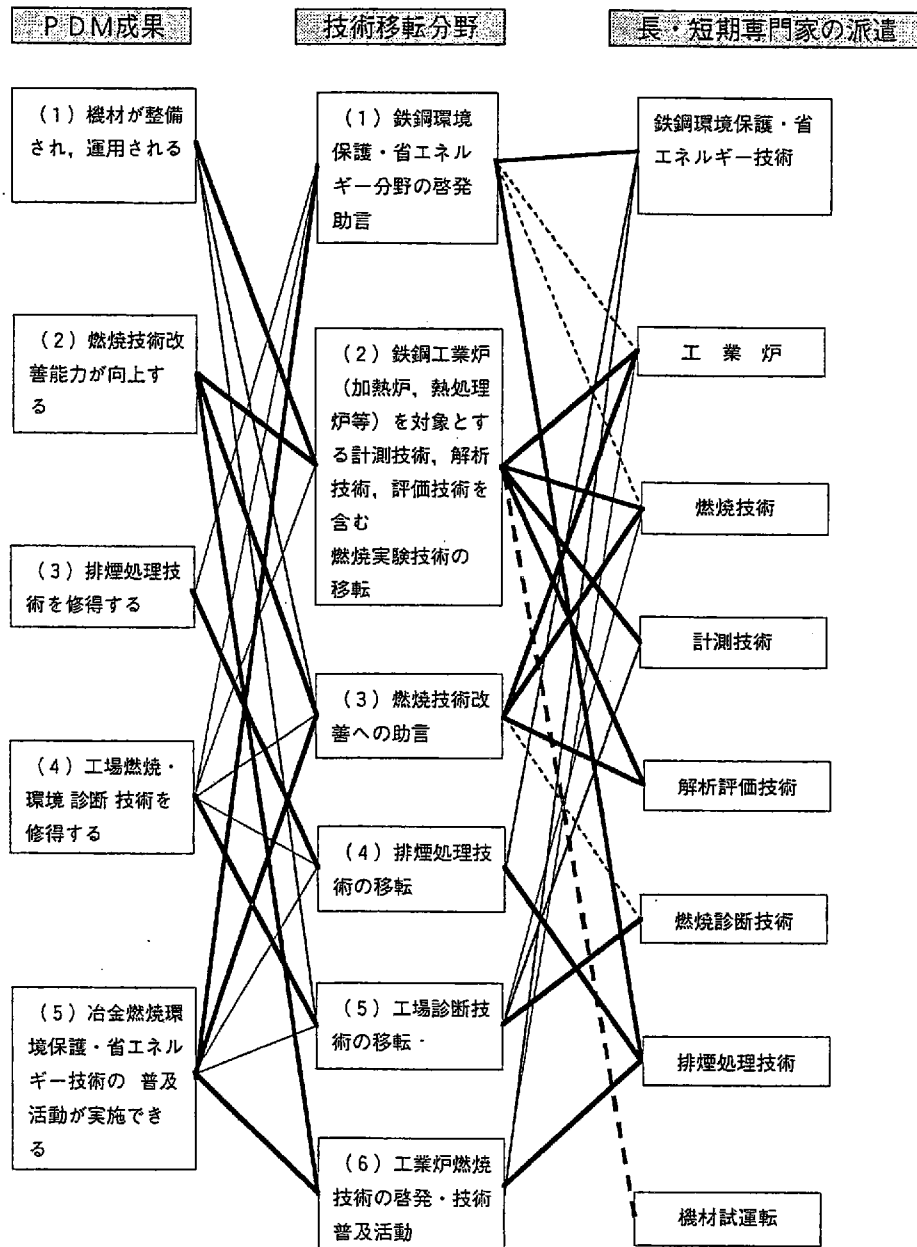 PDM成果
技術移転分野
長・短期専門家の派遣
(1)機材が整備
され,運用される
(2)燃焼技術改
善能力が向上す
る
(3)排煙処理技
術を修得する
(4)工場燃焼・
環境 診断 技術を
修得する
(5)冶金燃焼環
境保護・省エネル
ギー技術の 普及
活動が実施でき
る
(1)鉄鋼環境
保護・省エネル
ギー分野の啓発
助言
(2)鉄鋼工業炉
(加熱炉,熱処理
炉等)を対象とす
る計測技術,解析
技術,評価技術を
含む
燃焼実験技術の
移転
(3)燃焼技術改
善への助言
(4)排煙処理技
術の移転
(5)工場診断技
術の移転
(6)工業炉燃焼
技術の啓発・技術
普及活動
鉄鋼環境保護・省
エネルギー技術
工 業 炉
燃焼技術
計測技術
解析評価技術
燃焼診断技術
排煙処理技術
機材試運転